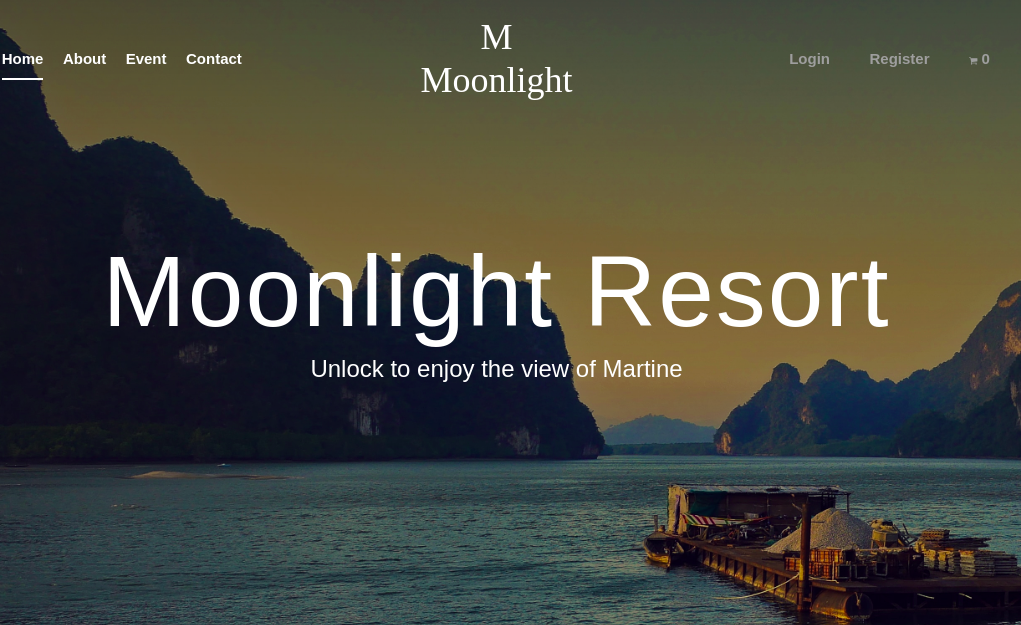 M
Moonlight
Home About Event Contact
Login Register 0
Moonlight Resort
Unlock to enjoy the view of Martine